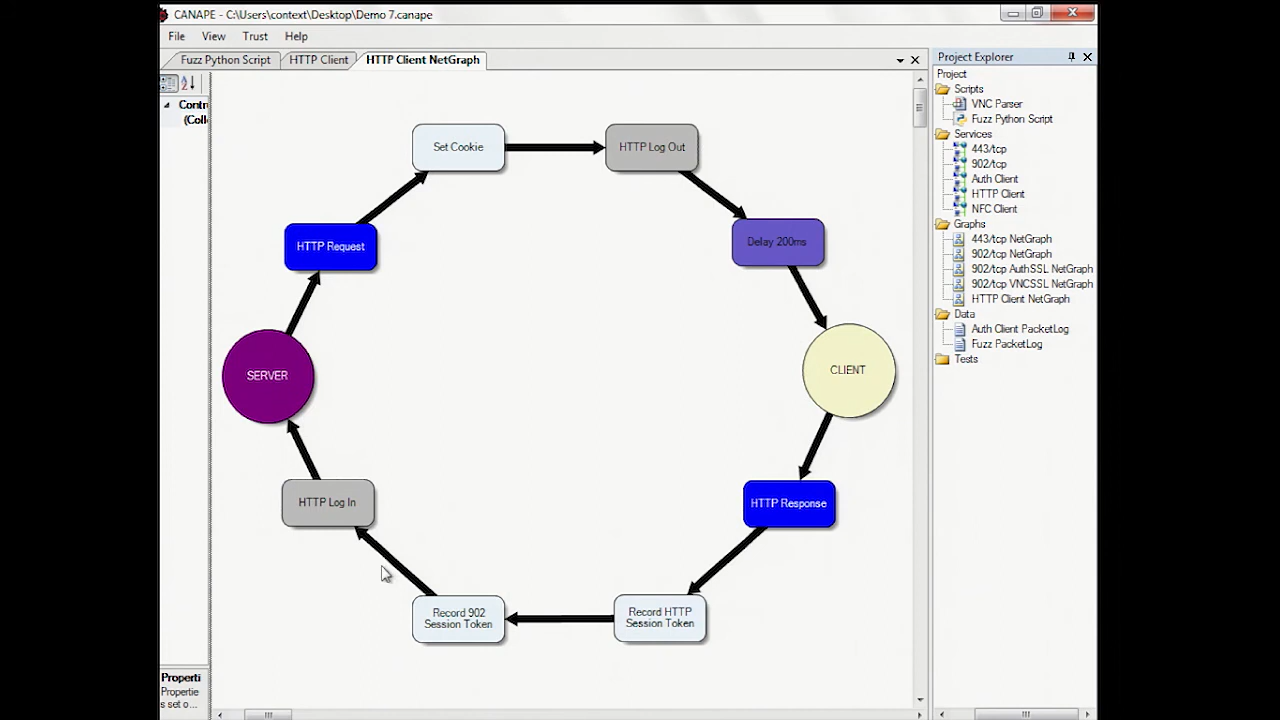 CANAPE - C:\Users\context\Desktop\Demo 7.canape
File View Trust Help
Fuzz Python Script HTTP Client HTTP Client NetGraph
Contro
(Colle
Set Cookie
HTTP Log Out
HTTP Request
Delay 200ms
SERVER
CLIENT
HTTP Log In
HTTP Response
Record 902
Session Token
Record HTTP
Session Token
Properti
Propertie
s set o...
Project Explorer
Project
Scripts
VNC Parser
Fuzz Python Script
Services
443/tcp
902/tcp
Auth Client
HTTP Client
NFC Client
Graphs
443/tcp NetGraph
902/tcp NetGraph
902/tcp AuthSSL NetGraph
902/tcp VNCSSL NetGraph
HTTP Client NetGraph
Data
Auth Client PacketLog
Fuzz PacketLog
Tests